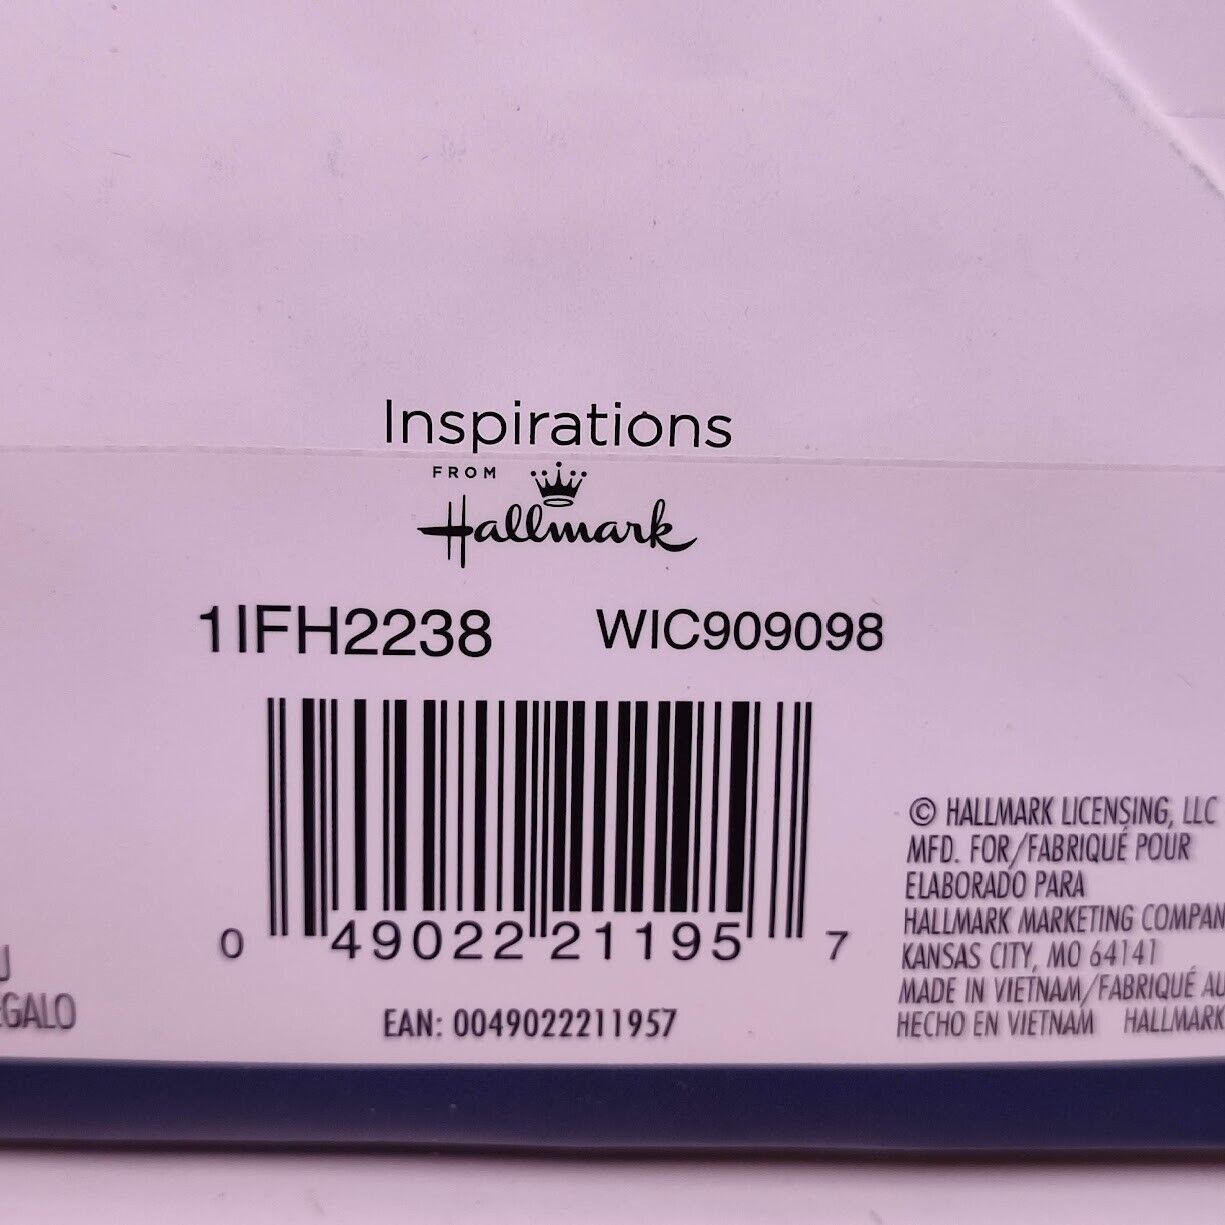 Inspirations
FROM
Hallmark
1IFH2238 WIC909098
0 49022 21195 7
EAN: 0049022211957
© HALLMARK LICENSING, LLC
MFD. FOR/FABRIQUÉ POUR
ELABORADO PARA
HALLMARK MARKETING COMPAN
KANSAS CITY, MO 64141
MADE IN VIETNAM/FABRIQUÉ AU
HECHO EN VIETNAM HALLMARK